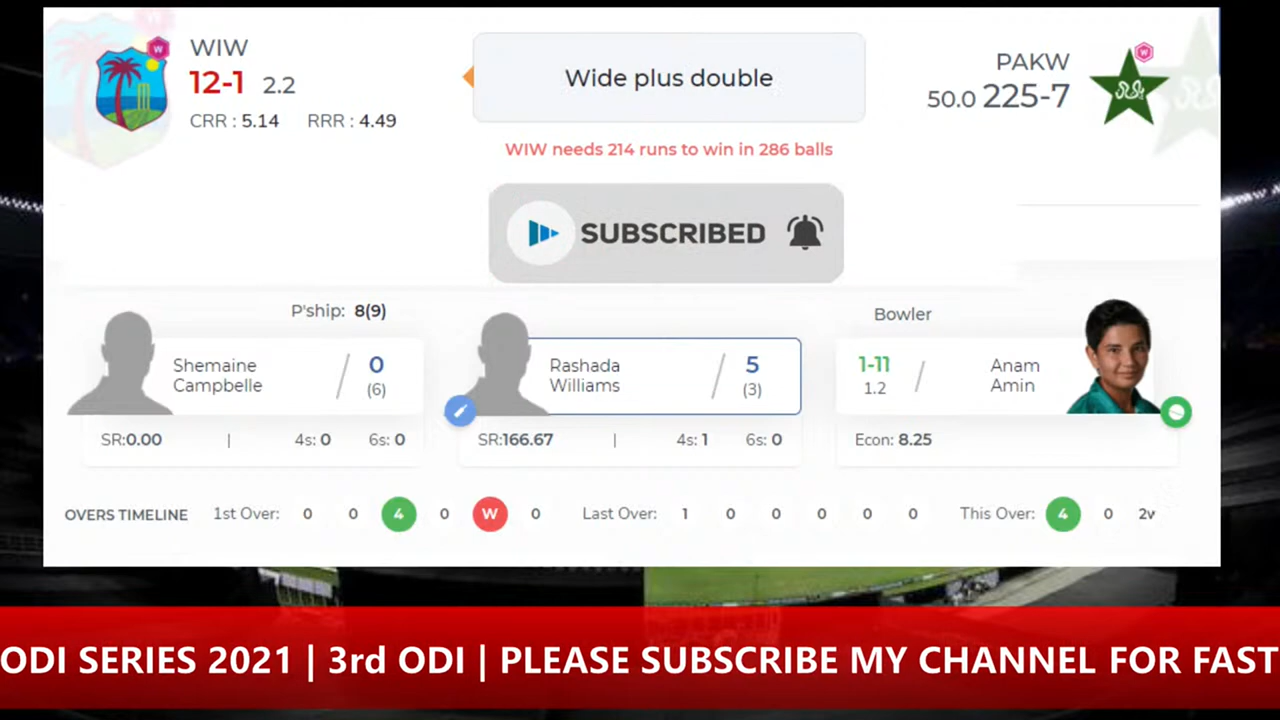 WIW
12-1 2.2
CRR : 5.14 RRR : 4.49
Wide plus double
WIW needs 214 runs to win in 286 balls
PAKW
50.0 225-7
SUBSCRIBED
P'ship: 8(9)
Shemaine
Campbelle
0
(6)
SR:0.00 | 4s: 0 6s: 0
Rashada
Williams
5
(3)
SR:166.67 | 4s: 1 6s: 0
Bowler
1-11
1.2
Anam
Amin
Econ: 8.25
OVERS TIMELINE 1st Over: 0 0 4 0 W 0 Last Over: 1 0 0 0 0 0 This Over: 4 0 2w
ODI SERIES 2021 | 3rd ODI | PLEASE SUBSCRIBE MY CHANNEL FOR FAST